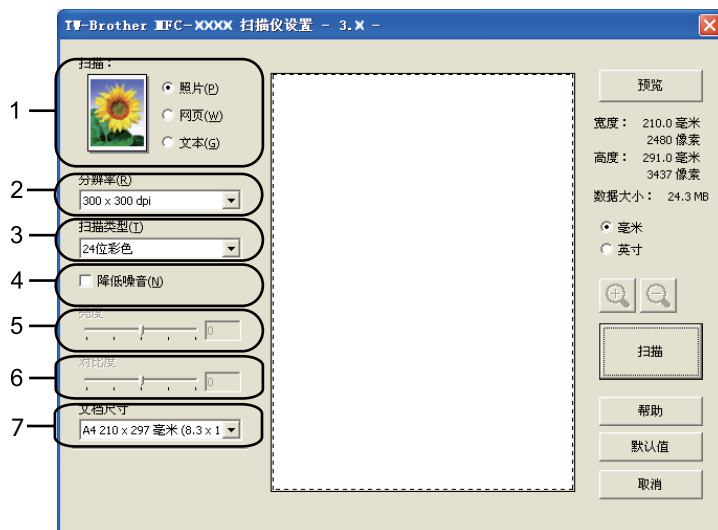 TW-Brother MFC-XXXX 扫描仪设置 - 3.X -
扫描：
1
照片(P)
网页(W)
文本(G)
2
分辨率(R)
300 x 300 dpi
3
扫描类型(T)
24位彩色
4
降低噪音(N)
5
亮度
0
6
对比度
0
7
文档尺寸
A4 210 x 297 毫米 (8.3 x 1
预览
宽度： 210.0 毫米
2480 像素
高度： 291.0 毫米
3437 像素
数据大小： 24.3 MB
毫米
英寸
扫描
帮助
默认值
取消